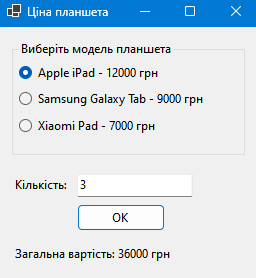 Ціна планшета
Виберіть модель планшета
Apple iPad - 12000 грн
Samsung Galaxy Tab - 9000 грн
Xiaomi Pad - 7000 грн
Кількість: 3
ОК
Загальна вартість: 36000 грн